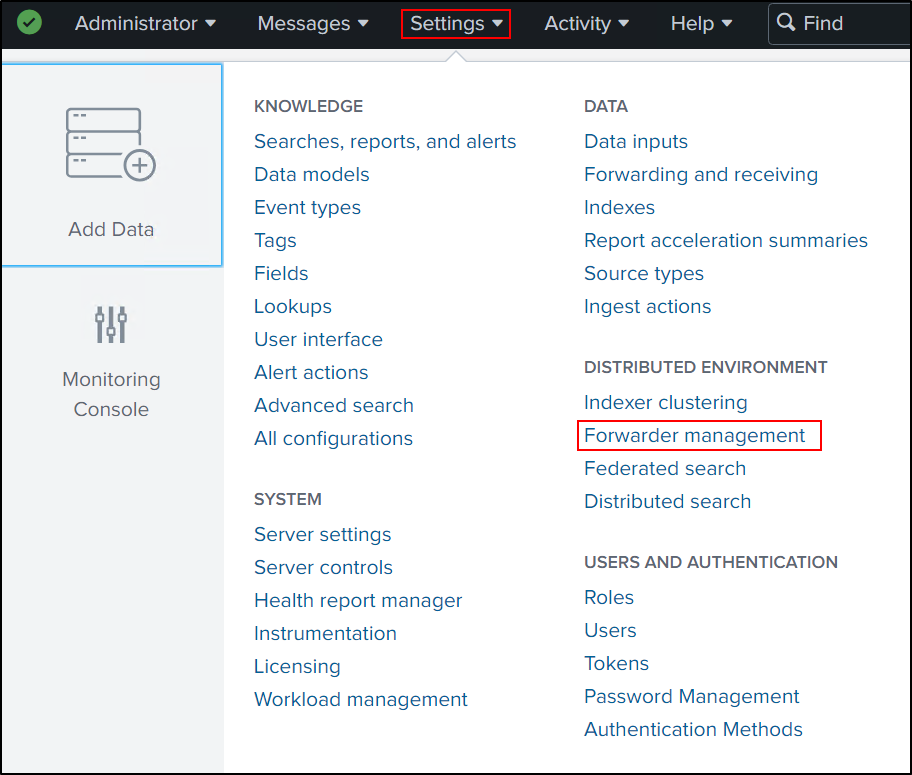 Administrator Messages Settings Activity Help Find
Add Data
Monitoring
Console
KNOWLEDGE
Searches, reports, and alerts
Data models
Event types
Tags
Fields
Lookups
User interface
Alert actions
Advanced search
All configurations
SYSTEM
Server settings
Server controls
Health report manager
Instrumentation
Licensing
Workload management
DATA
Data inputs
Forwarding and receiving
Indexes
Report acceleration summaries
Source types
Ingest actions
DISTRIBUTED ENVIRONMENT
Indexer clustering
Forwarder management
Federated search
Distributed search
USERS AND AUTHENTICATION
Roles
Users
Tokens
Password Management
Authentication Methods